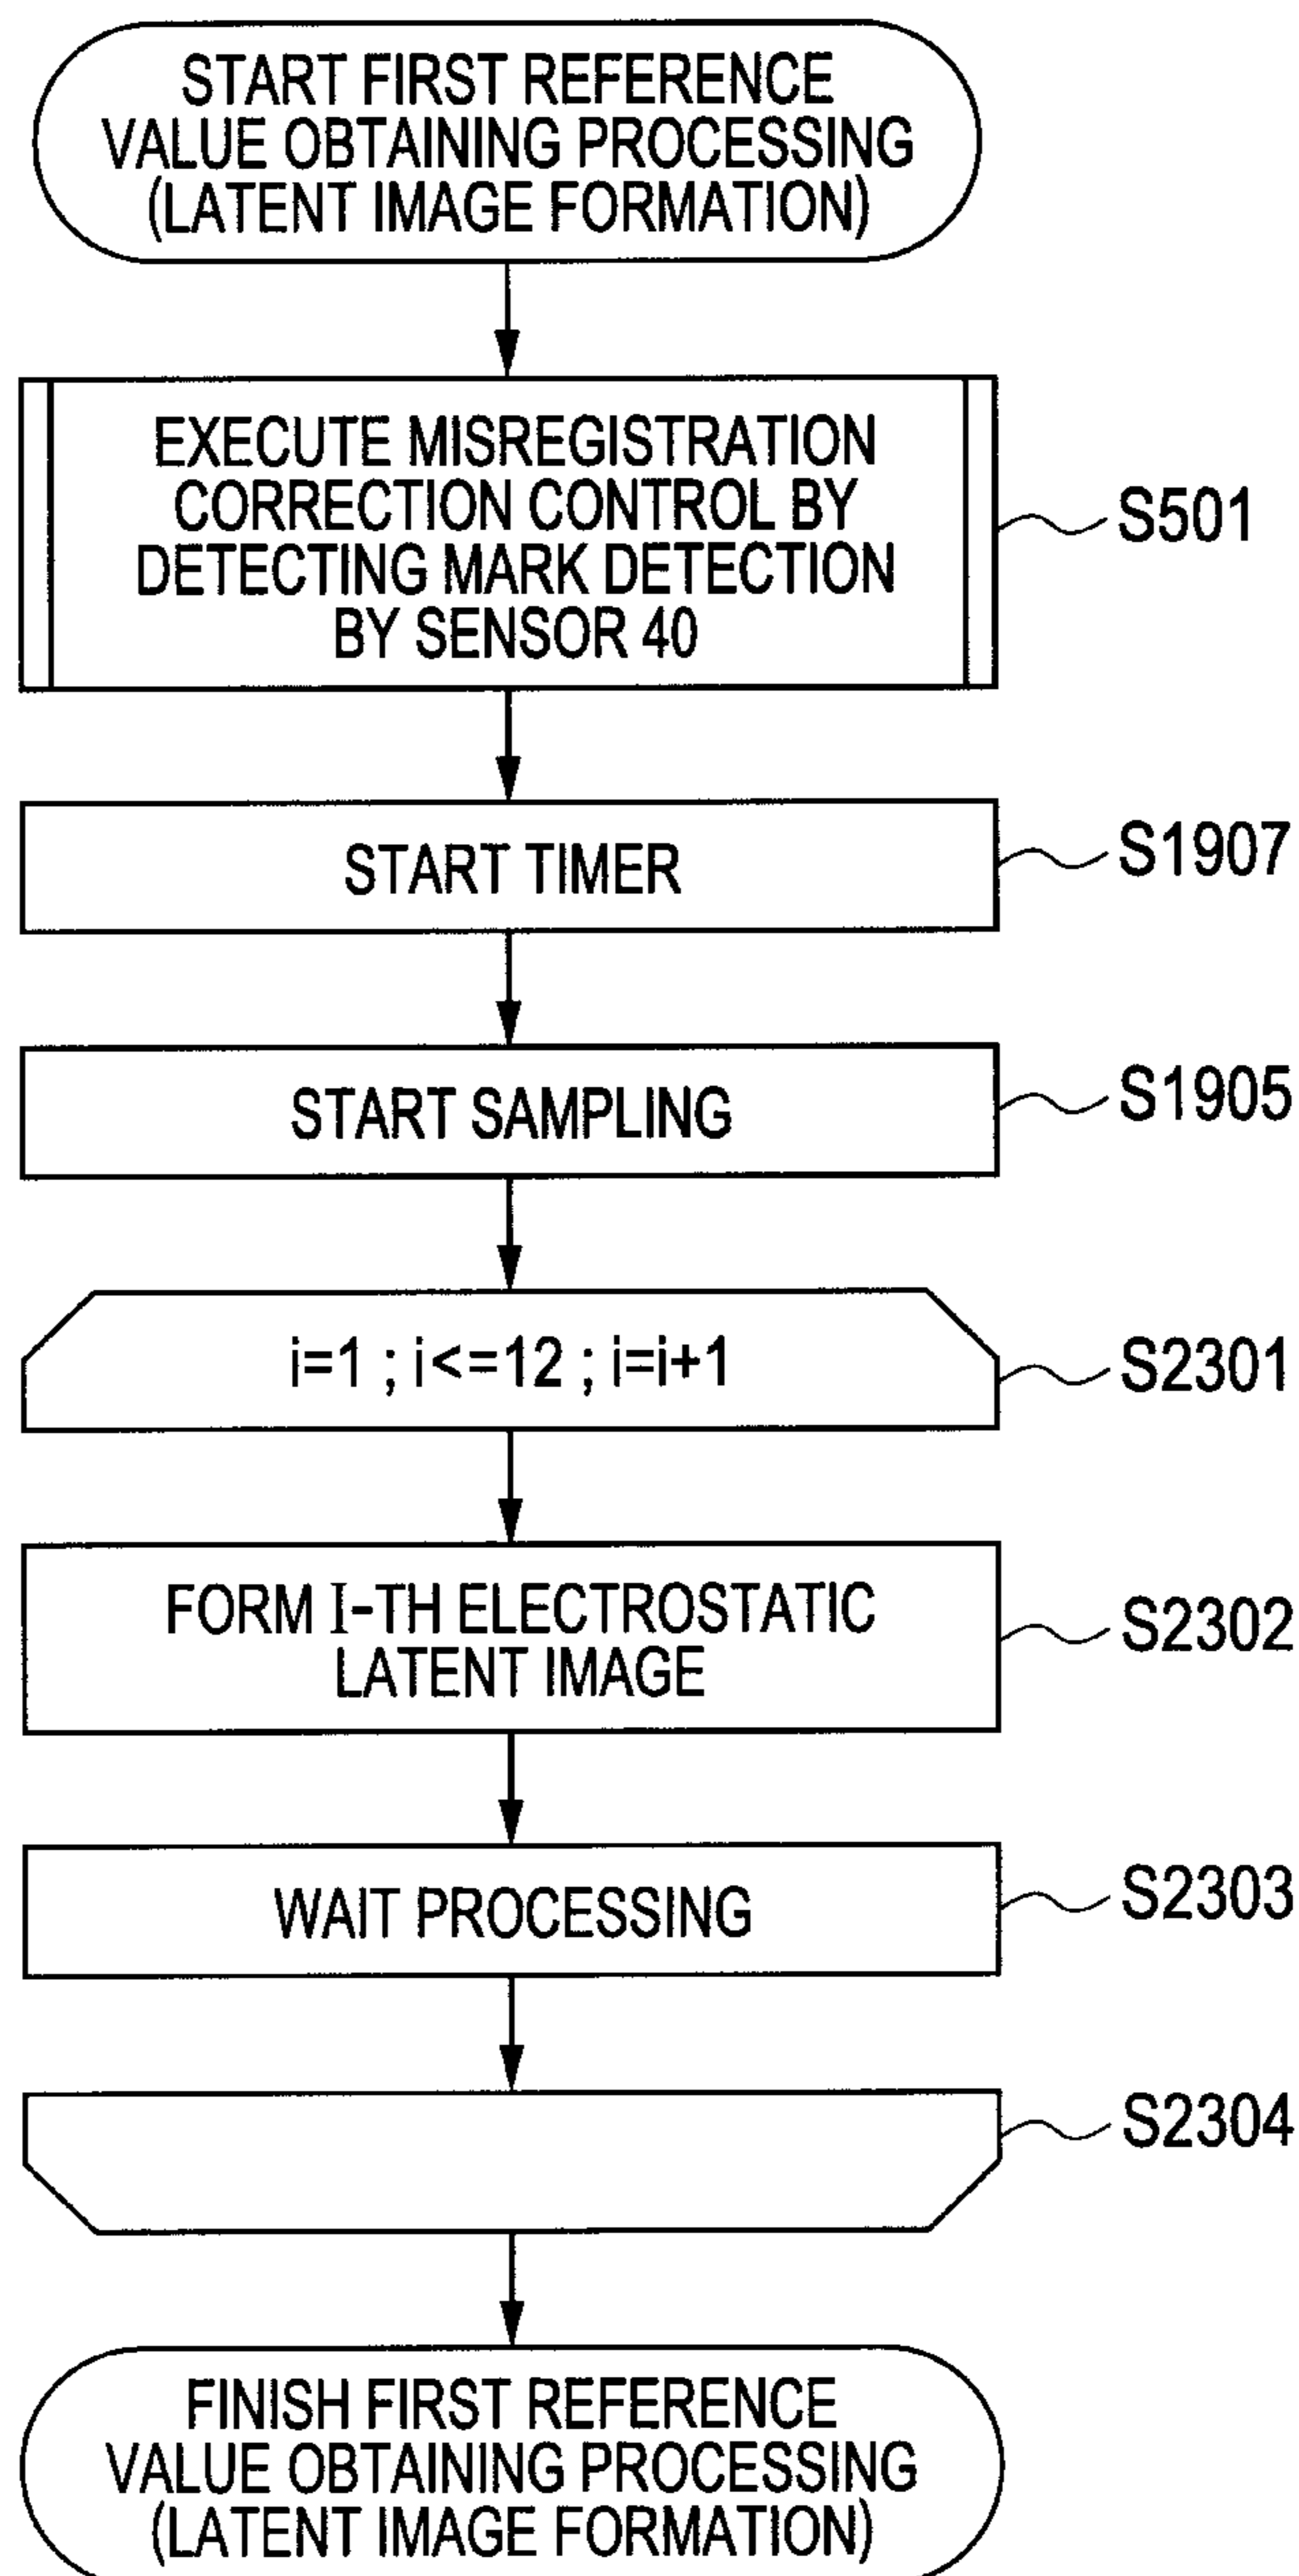 START FIRST REFERENCE
VALUE OBTAINING PROCESSING
(LATENT IMAGE FORMATION)
EXECUTE MISREGISTRATION
CORRECTION CONTROL BY
DETECTING MARK DETECTION
BY SENSOR 40
S501
START TIMER
S1907
START SAMPLING
S1905
i=1 ; i<=12 ; i=i+1
S2301
FORM I-TH ELECTROSTATIC
LATENT IMAGE
S2302
WAIT PROCESSING
S2303
S2304
FINISH FIRST REFERENCE
VALUE OBTAINING PROCESSING
(LATENT IMAGE FORMATION)